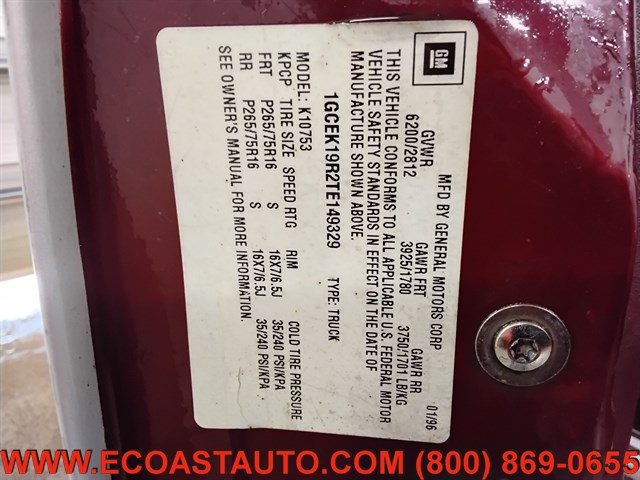 GM
MFD BY GENERAL MOTORS CORP 01/96
GVWR GAWR FRT GAWR RR
6200/2812 3925/1780 3750/1701 LB/KG
THIS VEHICLE CONFORMS TO ALL APPLICABLE U.S. FEDERAL MOTOR
VEHICLE SAFETY STANDARDS IN EFFECT ON THE DATE OF
MANUFACTURE SHOWN ABOVE.
1GCEK19R2TE149329 TYPE: TRUCK
MODEL: K10753
KPCP TIRE SIZE SPEED RTG RIM COLD TIRE PRESSURE
FRT P265/75R16 S 16X7/6.5J 35/240 PSI/KPA
RR P265/75R16 S 16X7/6.5J 35/240 PSI/KPA
SEE OWNER'S MANUAL FOR MORE INFORMATION.
WWW.ECOASTAUTO.COM (800) 869-0655